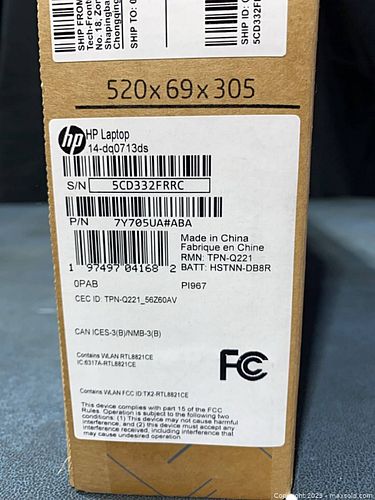 SHIP FROM
Tech-Front
No. 18, Zon
Shapingba
Chongqing
SHIP TO:
SHIP ID:
5CD332F
520x69x305
hp HP Laptop
14-dq0713ds
S/N 5CD332FRRC
P/N 7Y705UA#ABA
Made in China
Fabrique en Chine
RMN: TPN-Q221
BATT: HSTNN-DB8R
1 97497 04168 2
0PAB PI967
CEC ID: TPN-Q221_56Z60AV
CAN ICES-3(B)/NMB-3(B)
Contains WLAN RTL8821CE
IC:6317A-RTL8821CE
FC
Contains WLAN FCC ID:TX2-RTL8821CE
This device complies with part 15 of the FCC
Rules. Operation is subject to the following two
conditions: (1) This device may not cause harmful
interference, and (2) this device must accept any
interference received, including interference that
may cause undesired operation.
Copyright 2023 - maxsold.com